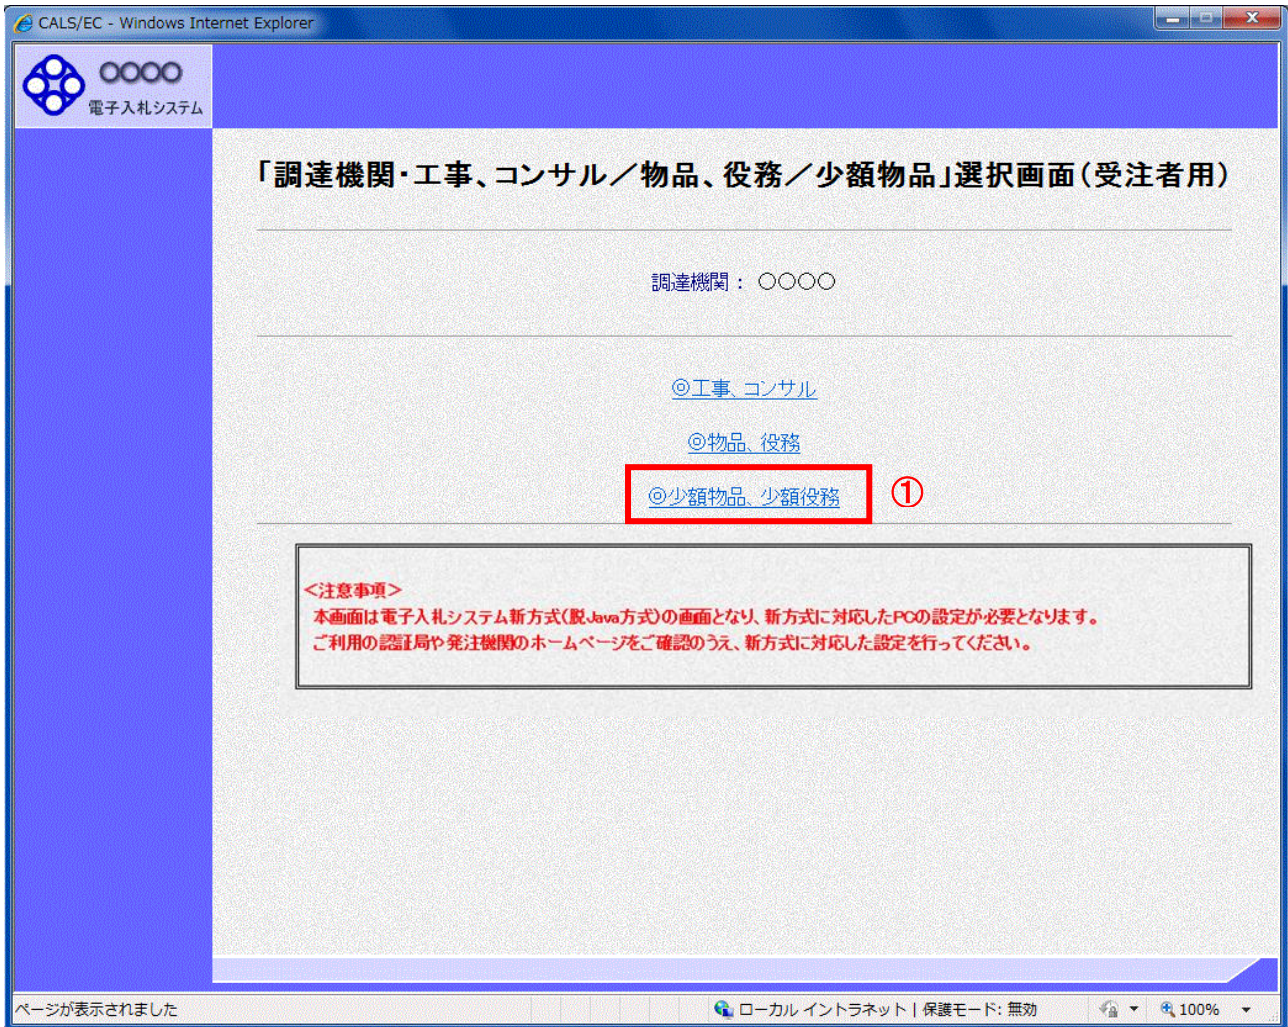 CALS/EC - Windows Internet Explorer
○○○○
電子入札システム
「調達機関・工事、コンサル／物品、役務／少額物品」選択画面（受注者用）
調達機関： ○○○○
◎工事、コンサル
◎物品、役務
◎少額物品、少額役務
①
＜注意事項＞
本画面は電子入札システム新方式(脱Java方式)の画面となり、新方式に対応したPCの設定が必要となります。
ご利用の認証局や発注機関のホームページをご確認のうえ、新方式に対応した設定を行ってください。
ページが表示されました
ローカル イントラネット | 保護モード: 無効
100%